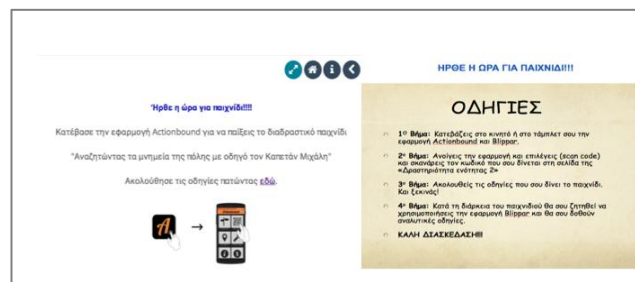 Ήρθε η ώρα για παιχνίδι!!!!
Κατέβασε την εφαρμογή Actionbound για να παίξεις το διαδραστικό παιχνίδι
"Αναζητώντας τα μνημεία της πόλης με οδηγό τον Καπετάν Μιχάλη"
Ακολούθησε τις οδηγίες πατώντας εδώ.
ΗΡΘΕ Η ΩΡΑ ΓΙΑ ΠΑΙΧΝΙΔΙ!!!
ΟΔΗΓΙΕΣ
1ο Βήμα: Κατεβάζεις στο κινητό ή στο τάμπλετ σου την
εφαρμογή Actionbound και Blippar.
2ο Βήμα: Ανοίγεις την εφαρμογή και επιλέγεις (scan code)
και σκανάρεις τον κωδικό που σου δίνεται στη σελίδα της
«Δραστηριότητα ενότητας 2»
3ο Βήμα: Ακολουθείς τις οδηγίες που σου δίνει το παιχνίδι.
Και ξεκινάς!
4ο Βήμα: Κατά τη διάρκεια του παιχνιδιού θα σου ζητηθεί να
χρησιμοποιήσεις την εφαρμογή Blippar και θα σου δοθούν
αναλυτικές οδηγίες.
ΚΑΛΗ ΔΙΑΣΚΕΔΑΣΗ!!!